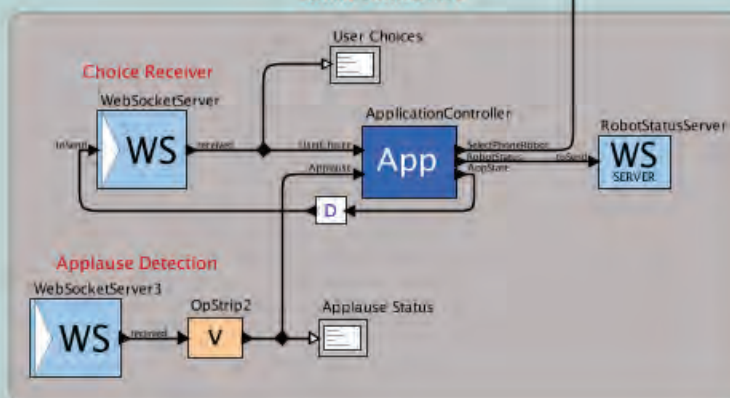 User Choices
Choice Receiver
WebSocketServer
ApplicationController
RobotStatusServer
toSend
WS
received
UserChoice
Applause
App
SelectPhoneRobot
RobotStatus
AppState
toSend
WS
SERVER
D
Applause Detection
WebSocketServer3
OpStrip2
Applause Status
WS
received
V